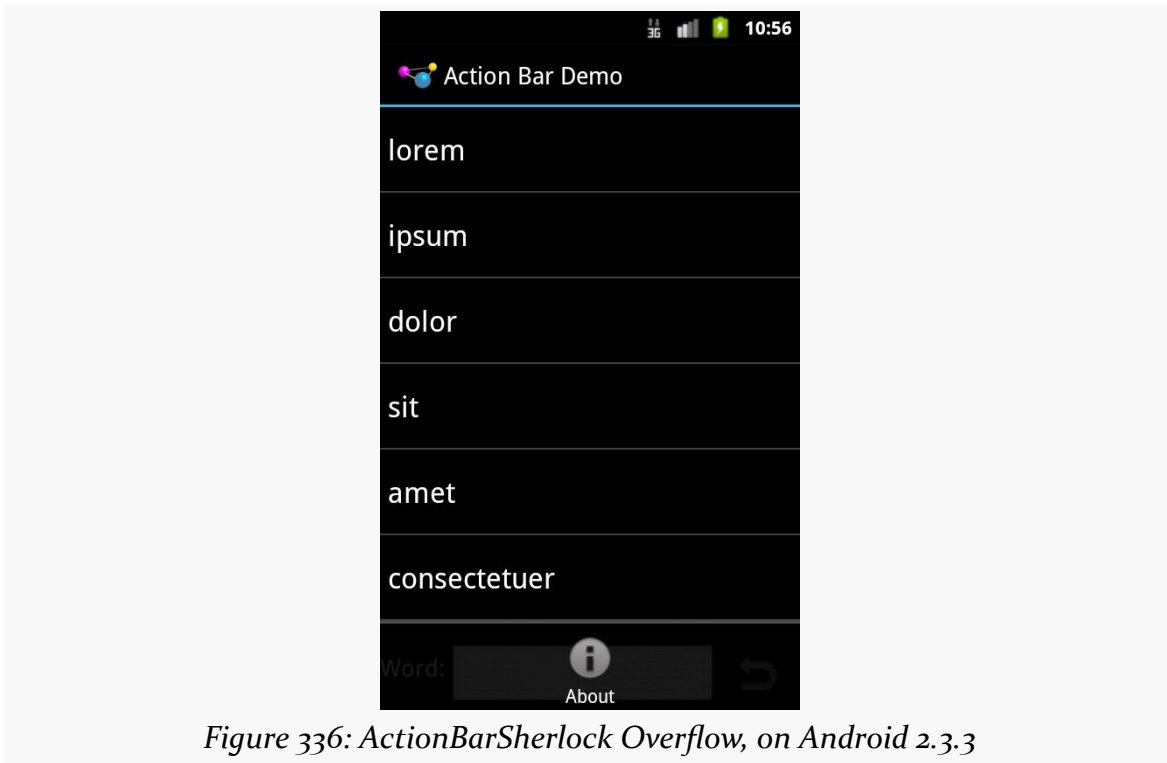 3G 10:56
Action Bar Demo
lorem
ipsum
dolor
sit
amet
consectetuer
Word:
About
Figure 336: ActionBarSherlock Overflow, on Android 2.3.3